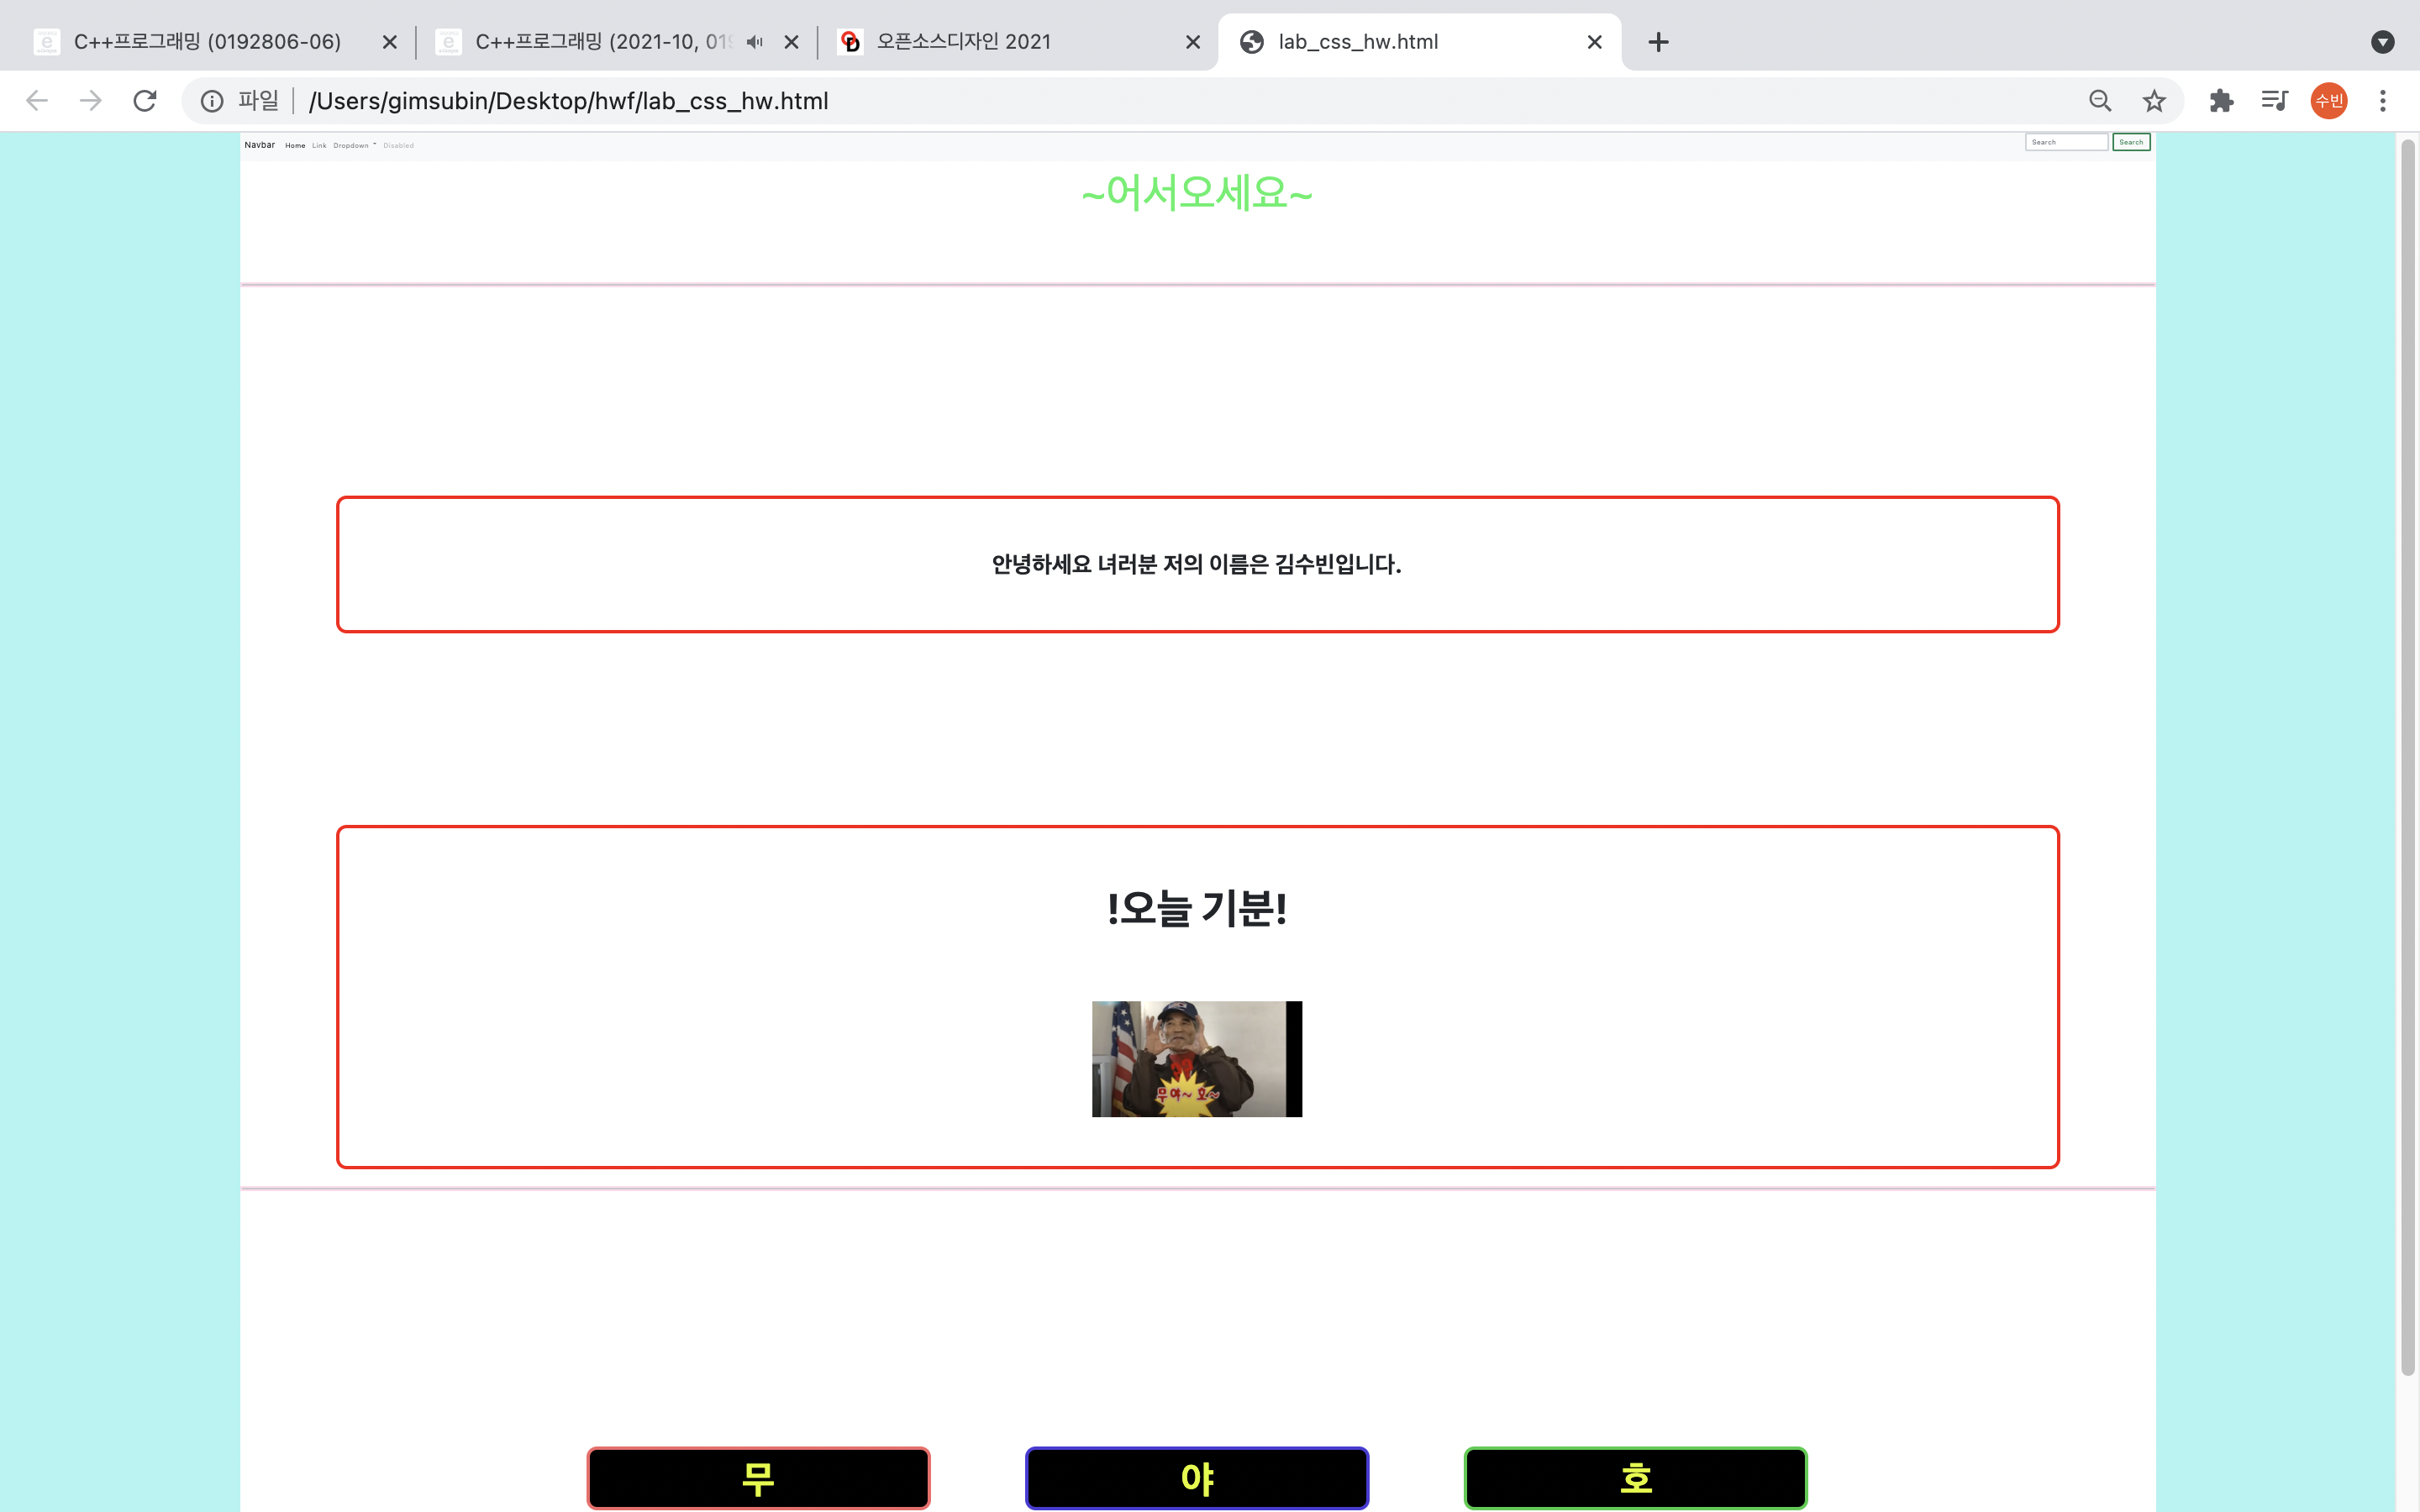 C++프로그래밍 (0192806-06)
C++프로그래밍 (2021-10, 019
오픈소스디자인 2021
lab_css_hw.html
파일
/Users/gimsubin/Desktop/hwf/lab_css_hw.html
수빈
Navbar Home Link Dropdown Disabled
Search Search
~어서오세요~
안녕하세요 녀러분 저의 이름은 김수빈입니다.
!오늘 기분!
무야~ 호~
무 야 호